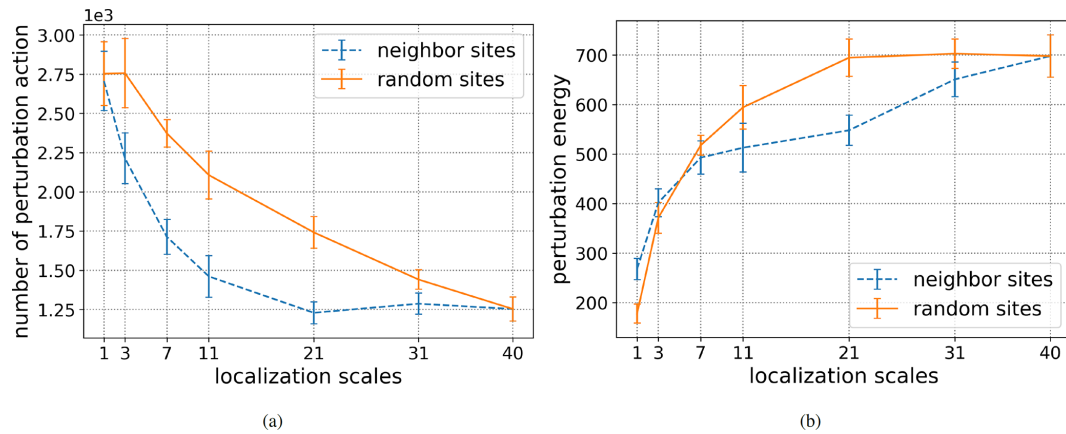 1e3
3.00
2.75
2.50
2.25
2.00
1.75
1.50
1.25
number of perturbation action
neighbor sites
random sites
1 3 7 11 21 31 40
localization scales
(a)
700
600
500
400
300
200
perturbation energy
neighbor sites
random sites
1 3 7 11 21 31 40
localization scales
(b)